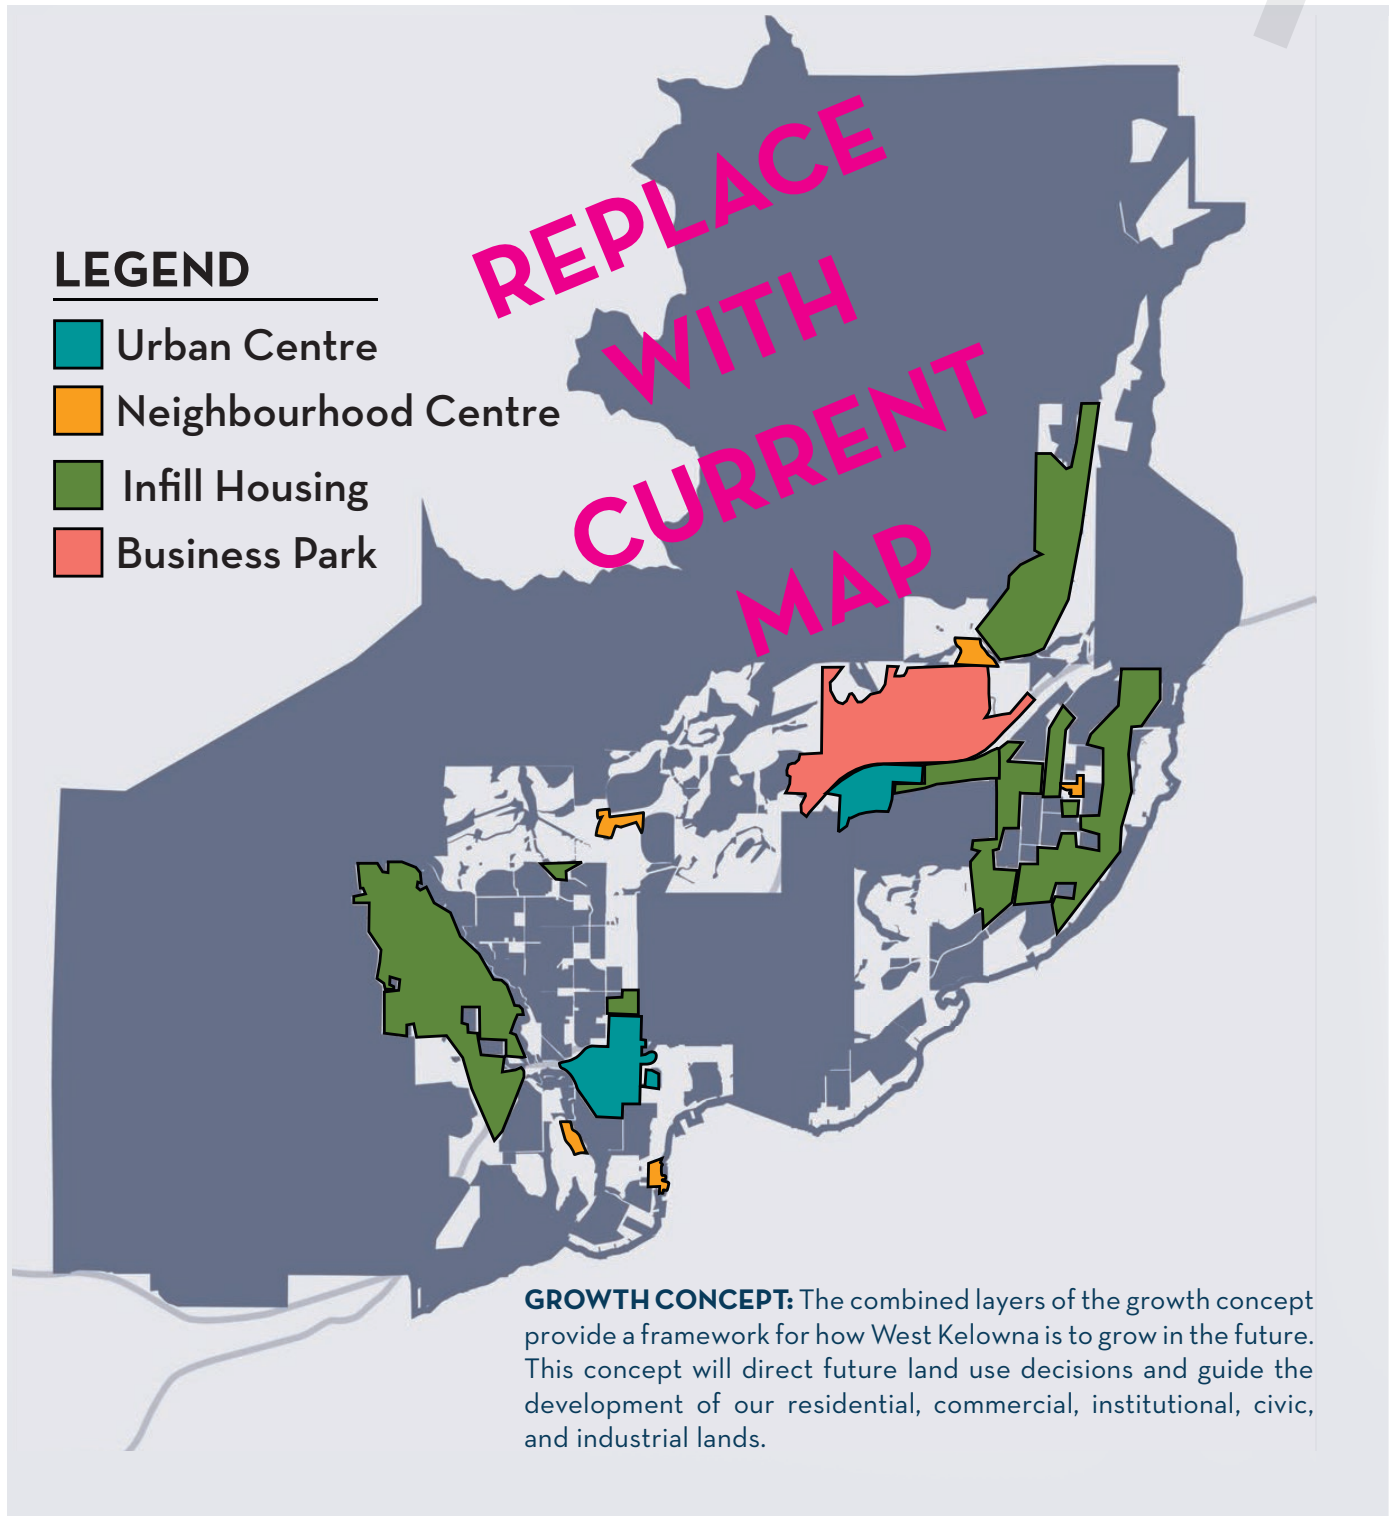 REPLACE
WITH
CURRENT
MAP
LEGEND
Urban Centre
Neighbourhood Centre
Infill Housing
Business Park
GROWTH CONCEPT: The combined layers of the growth concept
provide a framework for how West Kelowna is to grow in the future.
This concept will direct future land use decisions and guide the
development of our residential, commercial, institutional, civic,
and industrial lands.